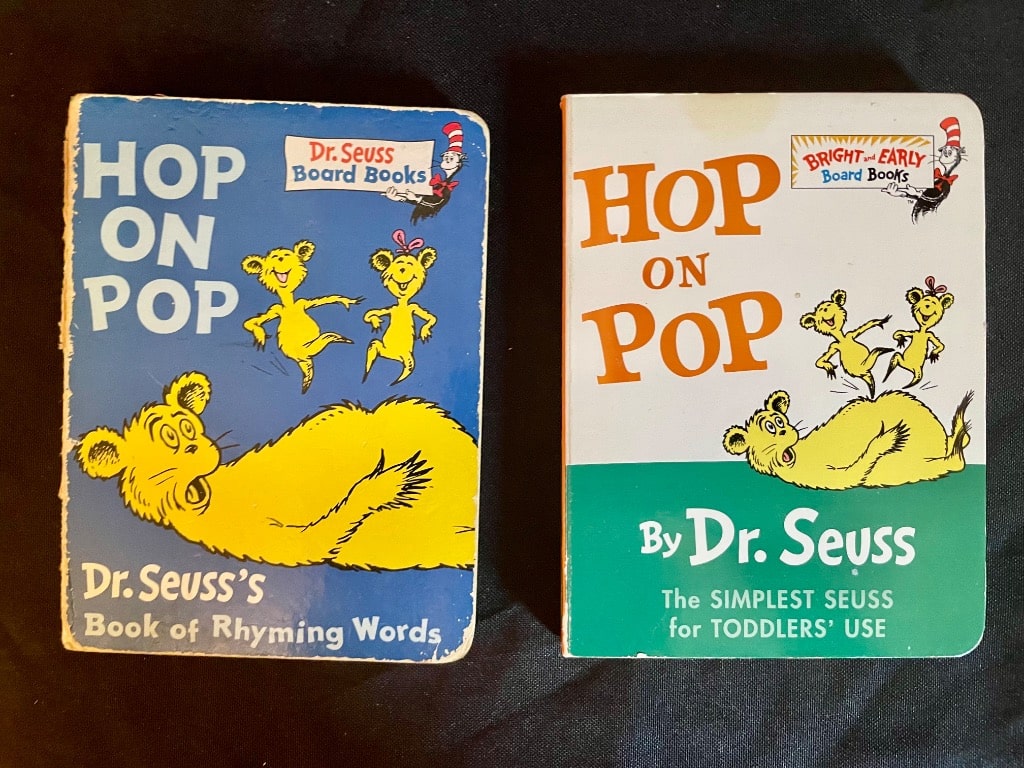 HOP
ON
POP
Dr. Seuss
Board Books
Dr. Seuss's
Book of Rhyming Words
BRIGHT and EARLY
Board Books
TM
HOP
ON
POP
By Dr. Seuss
The SIMPLEST SEUSS
for TODDLERS' USE